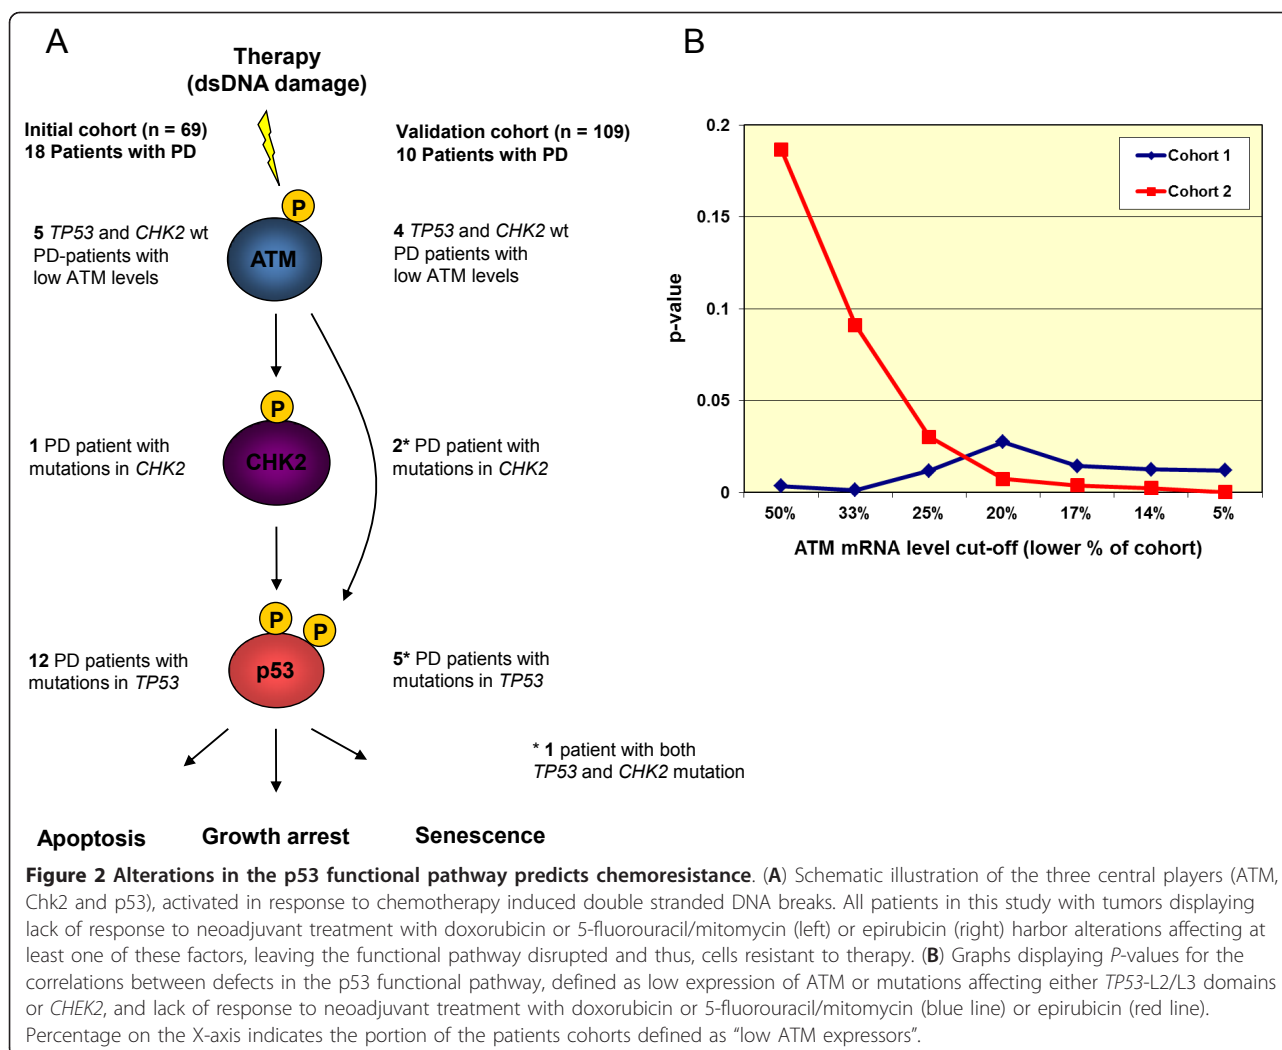 A
Therapy
(dsDNA damage)
Initial cohort (n = 69)
18 Patients with PD
Validation cohort (n = 109)
10 Patients with PD
P
5 TP53 and CHK2 wt
PD-patients with
low ATM levels
ATM
4 TP53 and CHK2 wt
PD patients with
low ATM levels
P
1 PD patient with
mutations in CHK2
CHK2
2* PD patient with
mutations in CHK2
P
P
12 PD patients with
mutations in TP53
p53
5* PD patients with
mutations in TP53
* 1 patient with both
TP53 and CHK2 mutation
Apoptosis
Growth arrest
Senescence
B
0.2
0.15
0.1
0.05
0
p-value
Cohort 1
Cohort 2
50%
33%
25%
20%
17%
14%
5%
ATM mRNA level cut-off (lower % of cohort)
Figure 2 Alterations in the p53 functional pathway predicts chemoresistance. (A) Schematic illustration of the three central players (ATM,
Chk2 and p53), activated in response to chemotherapy induced double stranded DNA breaks. All patients in this study with tumors displaying
lack of response to neoadjuvant treatment with doxorubicin or 5-fluorouracil/mitomycin (left) or epirubicin (right) harbor alterations affecting at
least one of these factors, leaving the functional pathway disrupted and thus, cells resistant to therapy. (B) Graphs displaying P-values for the
correlations between defects in the p53 functional pathway, defined as low expression of ATM or mutations affecting either TP53-L2/L3 domains
or CHEK2, and lack of response to neoadjuvant treatment with doxorubicin or 5-fluorouracil/mitomycin (blue line) or epirubicin (red line).
Percentage on the X-axis indicates the portion of the patients cohorts defined as “low ATM expressors”.